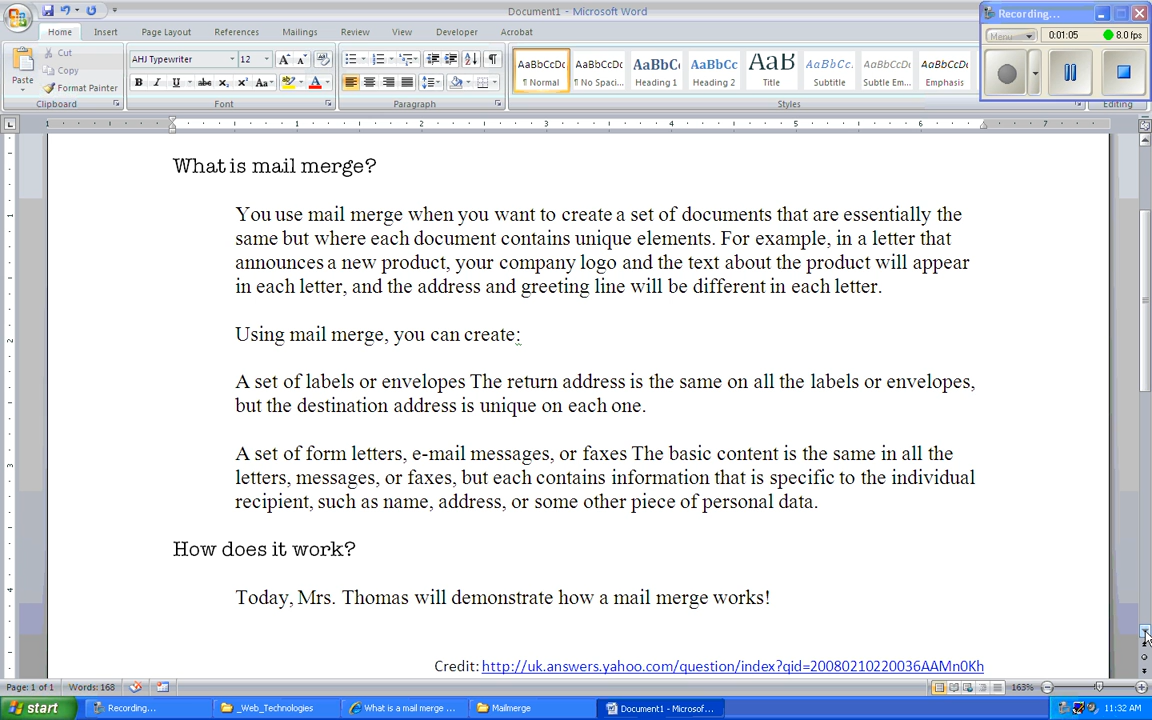 Document1 - Microsoft Word
Recording...
Home Insert Page Layout References Mailings Review View Developer Acrobat
Menu 0:01:05 8.0 fps
Paste Cut Copy Format Painter
AHJ Typewriter 12
AaBbCcDc AaBbCcDc AaBbC AaBbCc AaB AaBbCc. AaBbCcDc AaBbCcDc
¶ Normal ¶ No Spaci... Heading 1 Heading 2 Title Subtitle Subtle Em... Emphasis
Clipboard Font Paragraph Styles Editing
What is mail merge?
You use mail merge when you want to create a set of documents that are essentially the
same but where each document contains unique elements. For example, in a letter that
announces a new product, your company logo and the text about the product will appear
in each letter, and the address and greeting line will be different in each letter.
Using mail merge, you can create:
A set of labels or envelopes The return address is the same on all the labels or envelopes,
but the destination address is unique on each one.
A set of form letters, e-mail messages, or faxes The basic content is the same in all the
letters, messages, or faxes, but each contains information that is specific to the individual
recipient, such as name, address, or some other piece of personal data.
How does it work?
Today, Mrs. Thomas will demonstrate how a mail merge works!
Credit: http://uk.answers.yahoo.com/question/index?qid=20080210220036AAMn0Kh
Page: 1 of 1 Words: 168 163%
start Recording... _Web_Technologies What is a mail merge ... Mailmerge Document1 - Microsof... 11:32 AM